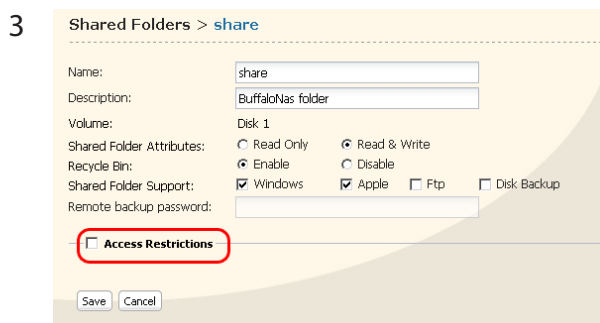 3
Shared Folders > share
Name: share
Description: BuffaloNas folder
Volume: Disk 1
Shared Folder Attributes: Read Only Read & Write
Recycle Bin: Enable Disable
Shared Folder Support: Windows Apple Ftp Disk Backup
Remote backup password:
Access Restrictions
Save Cancel